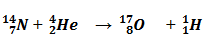 ¹⁴₇N + ⁴₂He → ¹⁷₈O + ¹₁H